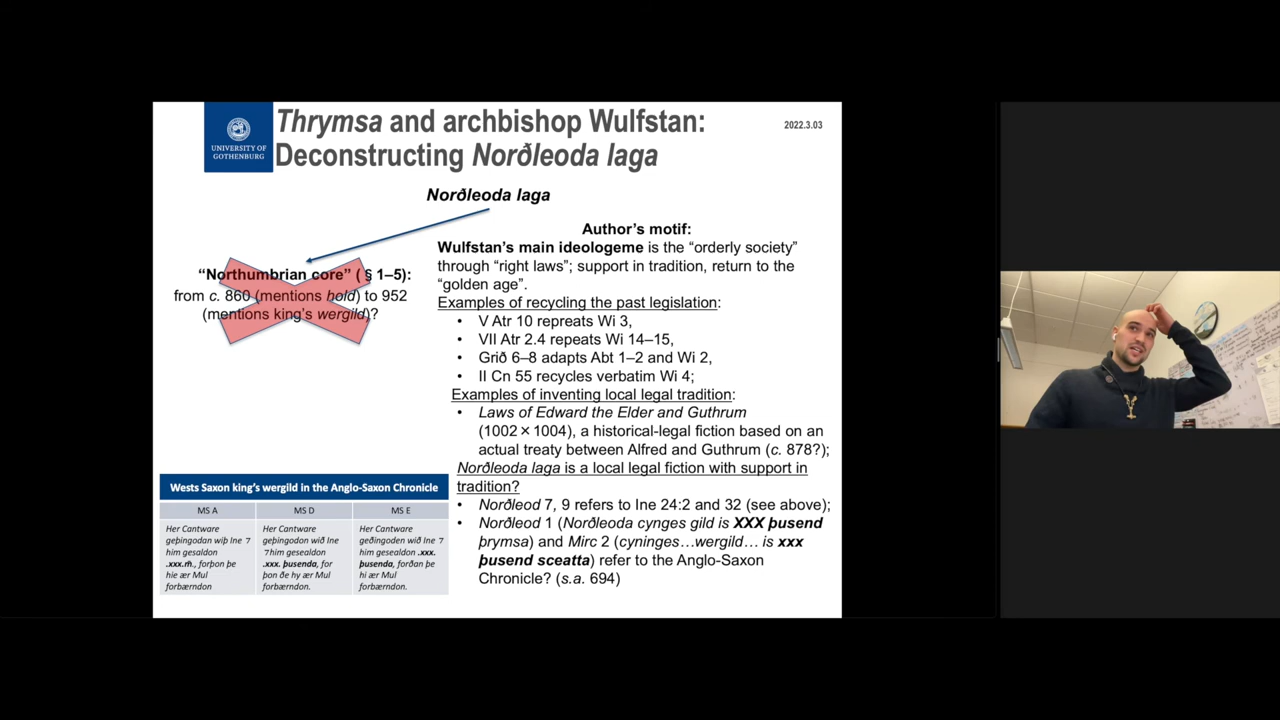 UNIVERSITY OF
GOTHENBURG
Thrymsa and archbishop Wulfstan:
Deconstructing Norðleoda laga
2022.3.03
Norðleoda laga
“Northumbrian core” ( § 1–5):
from c. 860 (mentions hold) to 952
(mentions king’s wergild)?
Author’s motif:
Wulfstan’s main ideologeme is the “orderly society”
through “right laws”; support in tradition, return to the
“golden age”.
Examples of recycling the past legislation:
• V Atr 10 repreats Wi 3,
• VII Atr 2.4 repeats Wi 14–15,
• Grið 6–8 adapts Abt 1–2 and Wi 2,
• II Cn 55 recycles verbatim Wi 4;
Examples of inventing local legal tradition:
• Laws of Edward the Elder and Guthrum
(1002 × 1004), a historical-legal fiction based on an
actual treaty between Alfred and Guthrum (c. 878?);
Norðleoda laga is a local legal fiction with support in
tradition?
• Norðleod 7, 9 refers to Ine 24:2 and 32 (see above);
• Norðleod 1 (Norðleoda cynges gild is XXX þusend
þrymsa) and Mirc 2 (cyninges…wergild… is xxx
þusend sceatta) refer to the Anglo-Saxon
Chronicle? (s.a. 694)
Wests Saxon king’s wergild in the Anglo-Saxon Chronicle
MS A
Her Cantware
geþingodan wiþ Ine ⁊
him gesaldon
.xxx.m̄., forþon þe
hie ær Mul
forbærndon
MS D
Her Cantware
geþingodon wið Ine
⁊him gesealdon
.xxx. þusenda, for
þon ðe hy ær Mul
forbærndon.
MS E
Her Cantware
geðingodon wið Ine ⁊
him gesealdon .xxx.
þusenda, forðan þe
hi ær Mul
forbærndon.